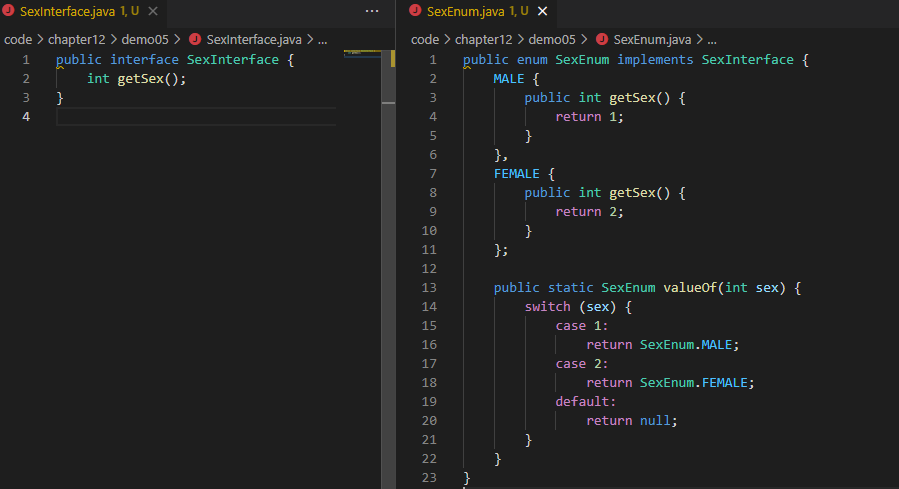 SexInterface.java 1, U
code > chapter12 > demo05 > SexInterface.java > ...
1 public interface SexInterface {
2     int getSex();
3 }
4
SexEnum.java 1, U
code > chapter12 > demo05 > SexEnum.java > ...
1 public enum SexEnum implements SexInterface {
2     MALE {
3         public int getSex() {
4             return 1;
5         }
6     },
7     FEMALE {
8         public int getSex() {
9             return 2;
10         }
11     };
12
13     public static SexEnum valueOf(int sex) {
14         switch (sex) {
15             case 1:
16                 return SexEnum.MALE;
17             case 2:
18                 return SexEnum.FEMALE;
19             default:
20                 return null;
21         }
22     }
23 }